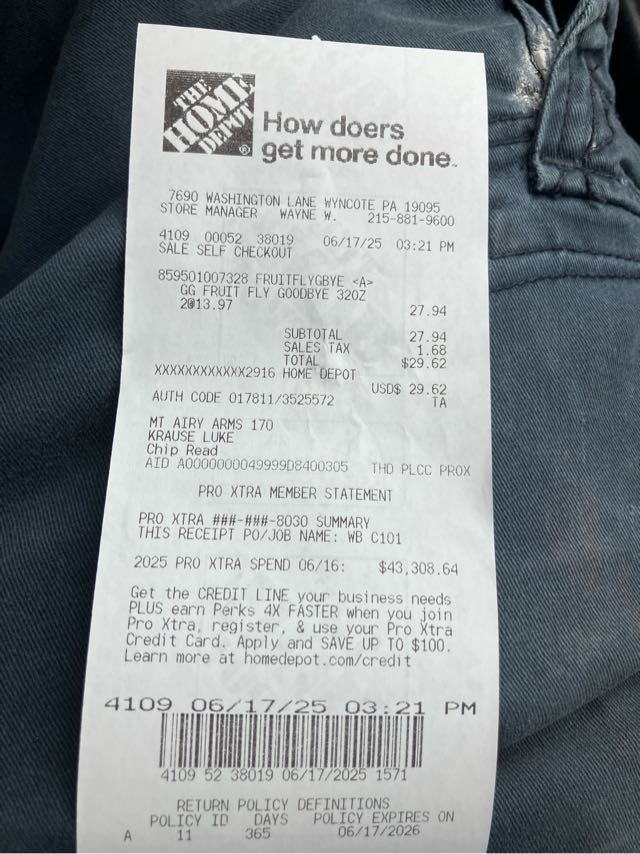 THE
HOME
DEPOT
®
How doers
get more done™
7690 WASHINGTON LANE WYNCOTE PA 19095
STORE MANAGER WAYNE W. 215-881-9600
4109 00052 38019 06/17/25 03:21 PM
SALE SELF CHECKOUT
859501007328 FRUITFLYGBYE <A>
GG FRUIT FLY GOODBYE 32OZ
2@13.97 27.94
SUBTOTAL 27.94
SALES TAX 1.68
TOTAL $29.62
XXXXXXXXXXXX2916 HOME DEPOT
USD$ 29.62
AUTH CODE 017811/3525572 TA
MT AIRY ARMS 170
KRAUSE LUKE
Chip Read
AID A0000000049999D8400305 THD PLCC PROX
PRO XTRA MEMBER STATEMENT
PRO XTRA ###-###-8030 SUMMARY
THIS RECEIPT PO/JOB NAME: WB C101
2025 PRO XTRA SPEND 06/16: $43,308.64
Get the CREDIT LINE your business needs
PLUS earn Perks 4X FASTER when you join
Pro Xtra, register, & use your Pro Xtra
Credit Card. Apply and SAVE UP TO $100.
Learn more at homedepot.com/credit
4109 06/17/25 03:21 PM
4109 52 38019 06/17/2025 1571
RETURN POLICY DEFINITIONS
POLICY ID DAYS POLICY EXPIRES ON
A 11 365 06/17/2026